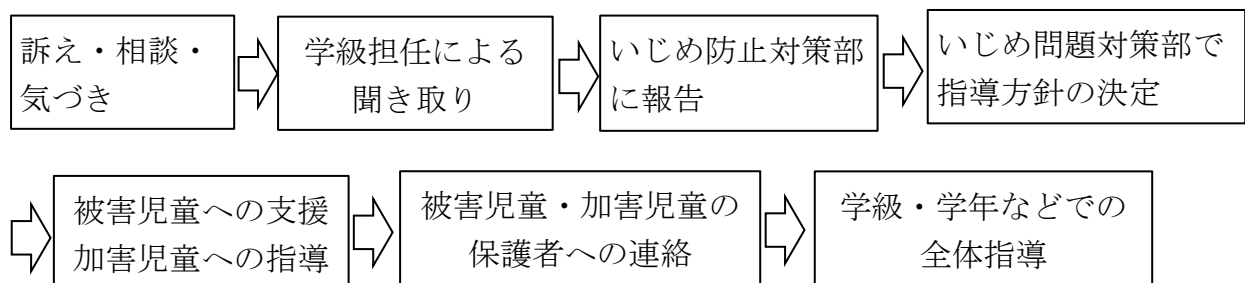 訴え・相談・
気づき
学級担任による
聞き取り
いじめ防止対策部
に報告
いじめ問題対策部で
指導方針の決定
被害児童への支援
加害児童への指導
被害児童・加害児童の
保護者への連絡
学級・学年などでの
全体指導